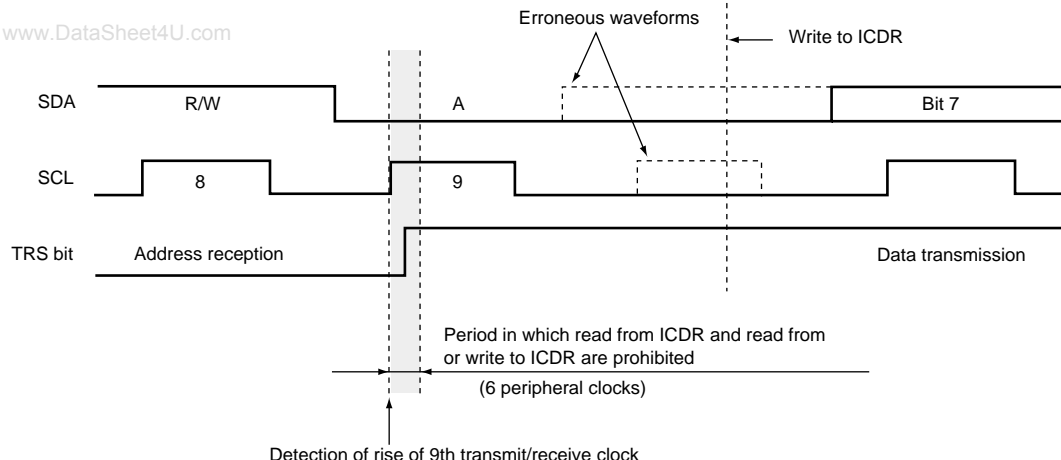 www.DataSheet4U.com
Erroneous waveforms
Write to ICDR
SDA
R/W
A
Bit 7
SCL
8
9
TRS bit
Address reception
Data transmission
Period in which read from ICDR and read from
or write to ICDR are prohibited
(6 peripheral clocks)
Detection of rise of 9th transmit/receive clock